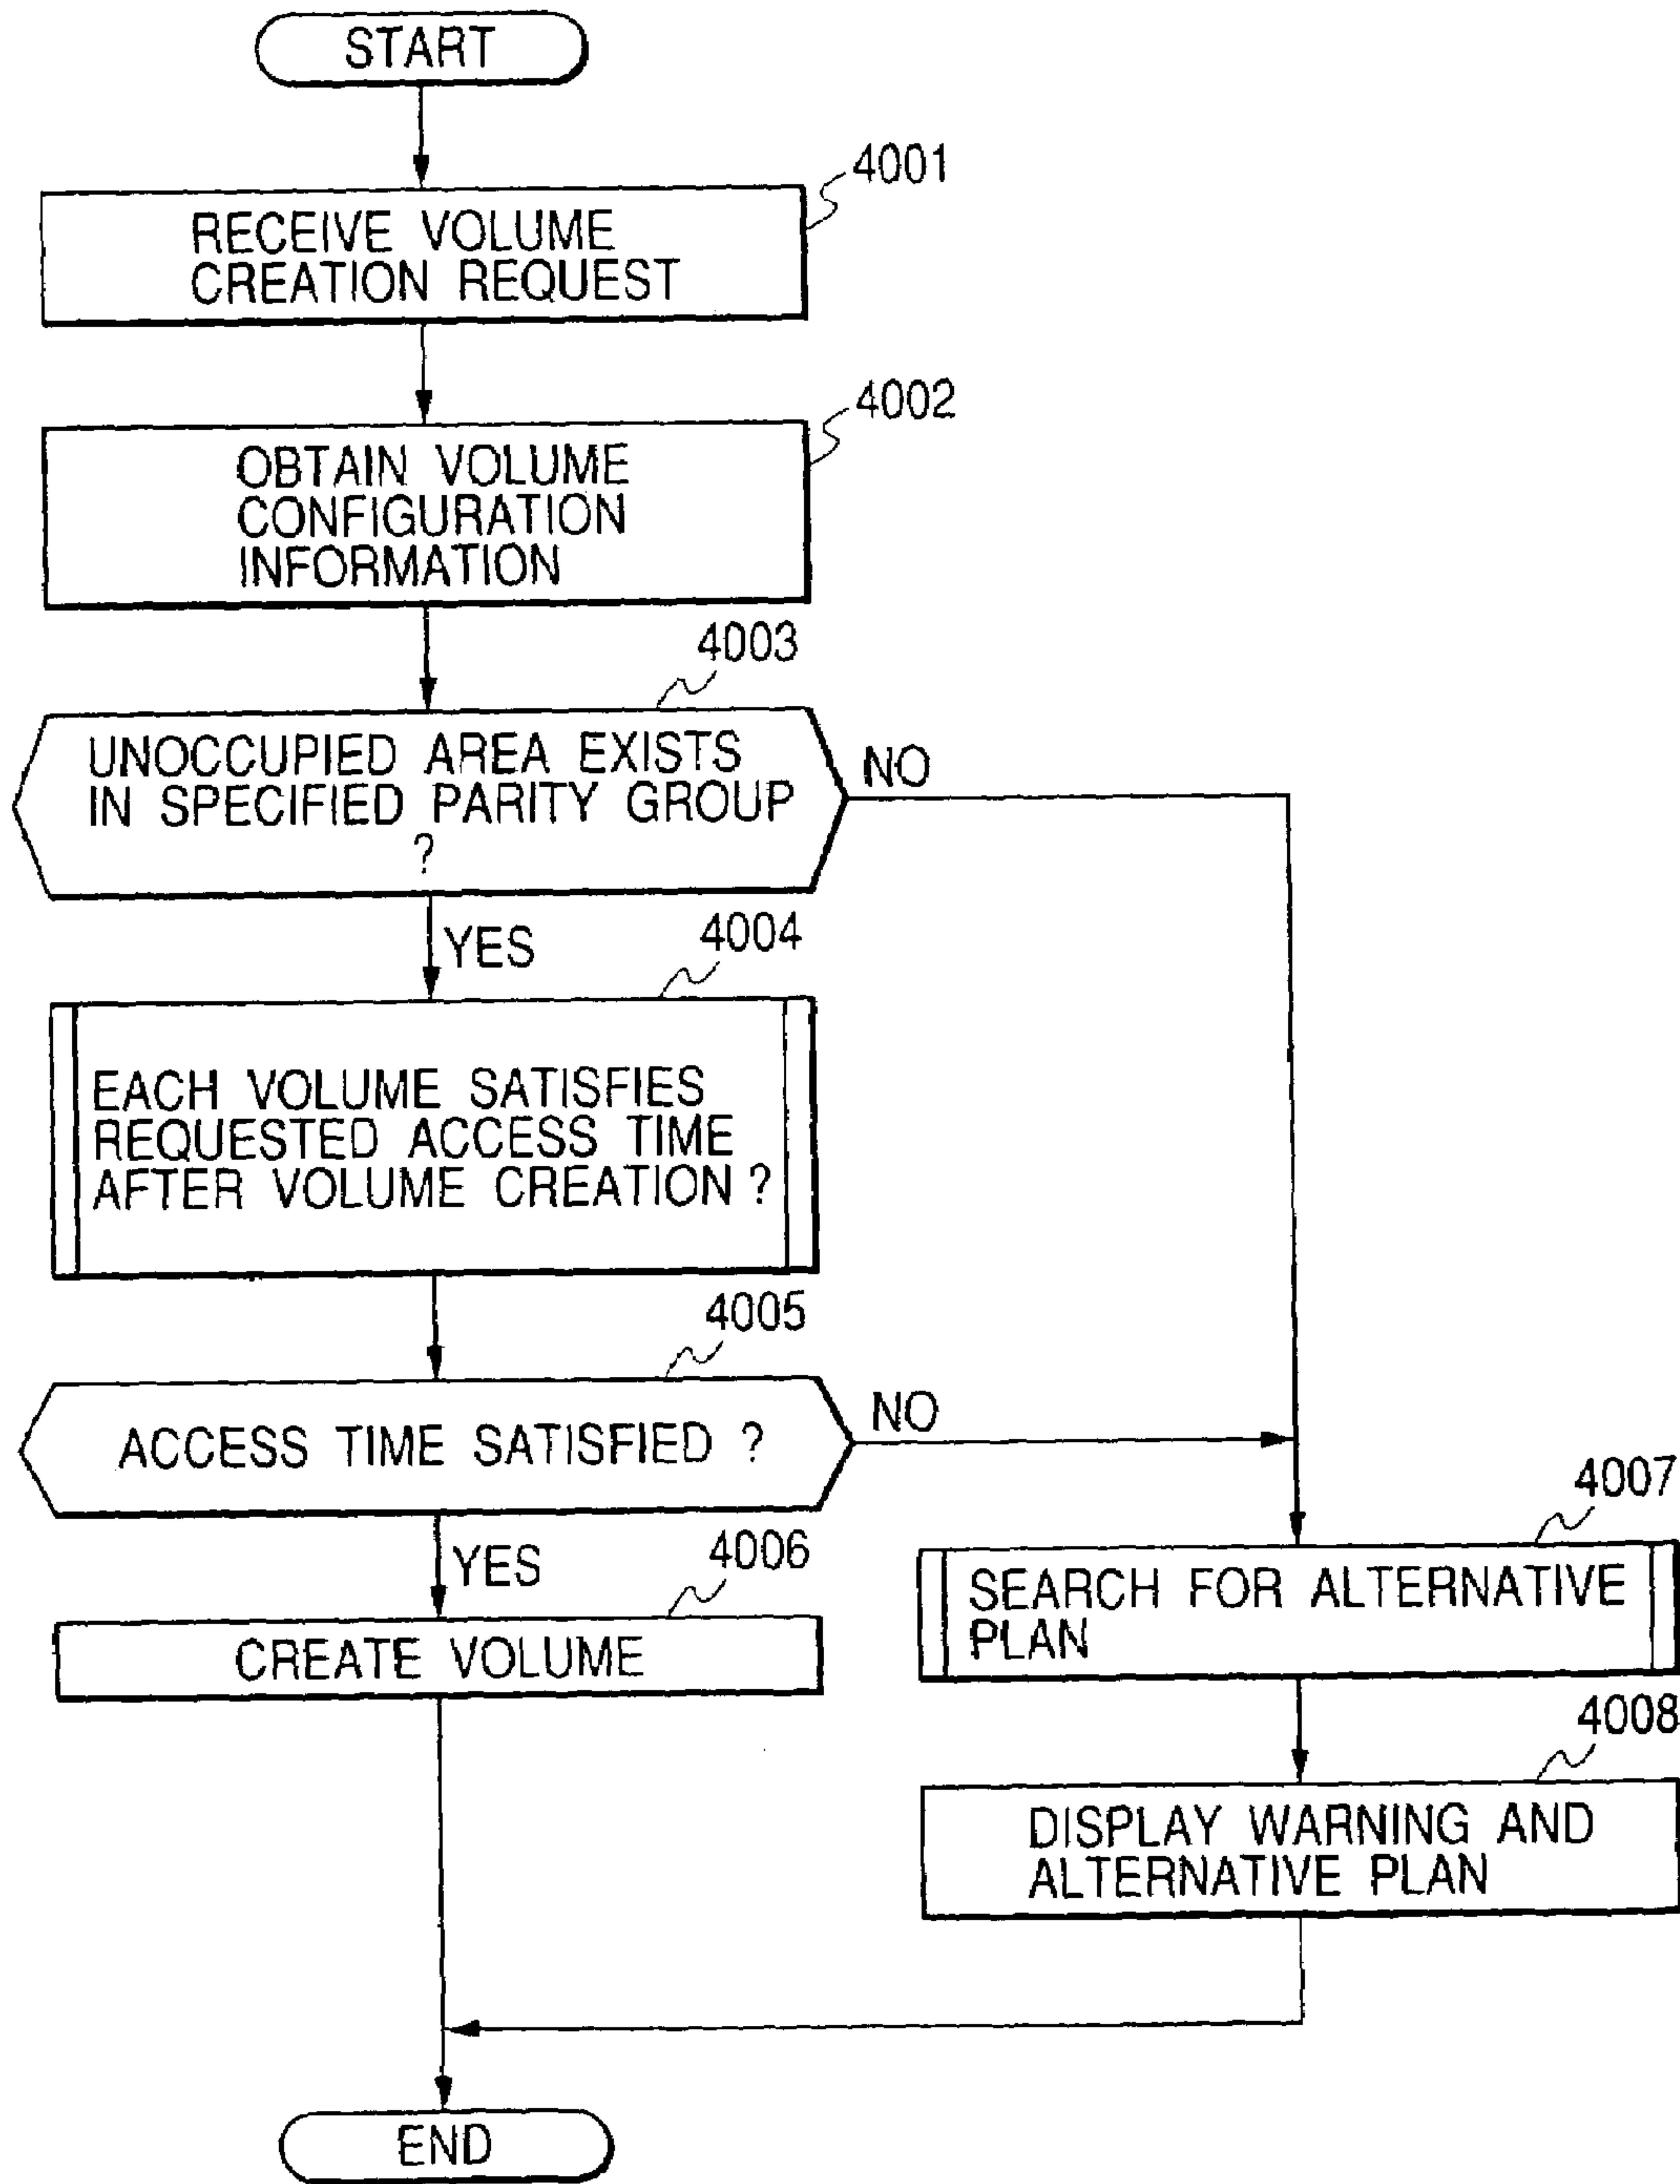 START
4001
RECEIVE VOLUME
CREATION REQUEST
4002
OBTAIN VOLUME
CONFIGURATION
INFORMATION
4003
UNOCCUPIED AREA EXISTS
IN SPECIFIED PARITY GROUP
?
NO
YES
4004
EACH VOLUME SATISFIES
REQUESTED ACCESS TIME
AFTER VOLUME CREATION ?
4005
ACCESS TIME SATISFIED ?
NO
YES
4006
CREATE VOLUME
4007
SEARCH FOR ALTERNATIVE
PLAN
4008
DISPLAY WARNING AND
ALTERNATIVE PLAN
END